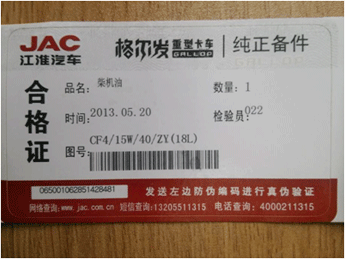 JAC 江淮汽车
格尔发 重型卡车 GALLOP 纯正备件
合格证
品名: 柴机油 数量: 1
时间: 2013.05.20 检验员: 022
图号: CF4/15W/40/ZY(18L)
065001062851428481 发送左边防伪编码进行真伪验证
网络查询:www.jac.com.cn 短信查询:13205511315 电话查询:4000211315